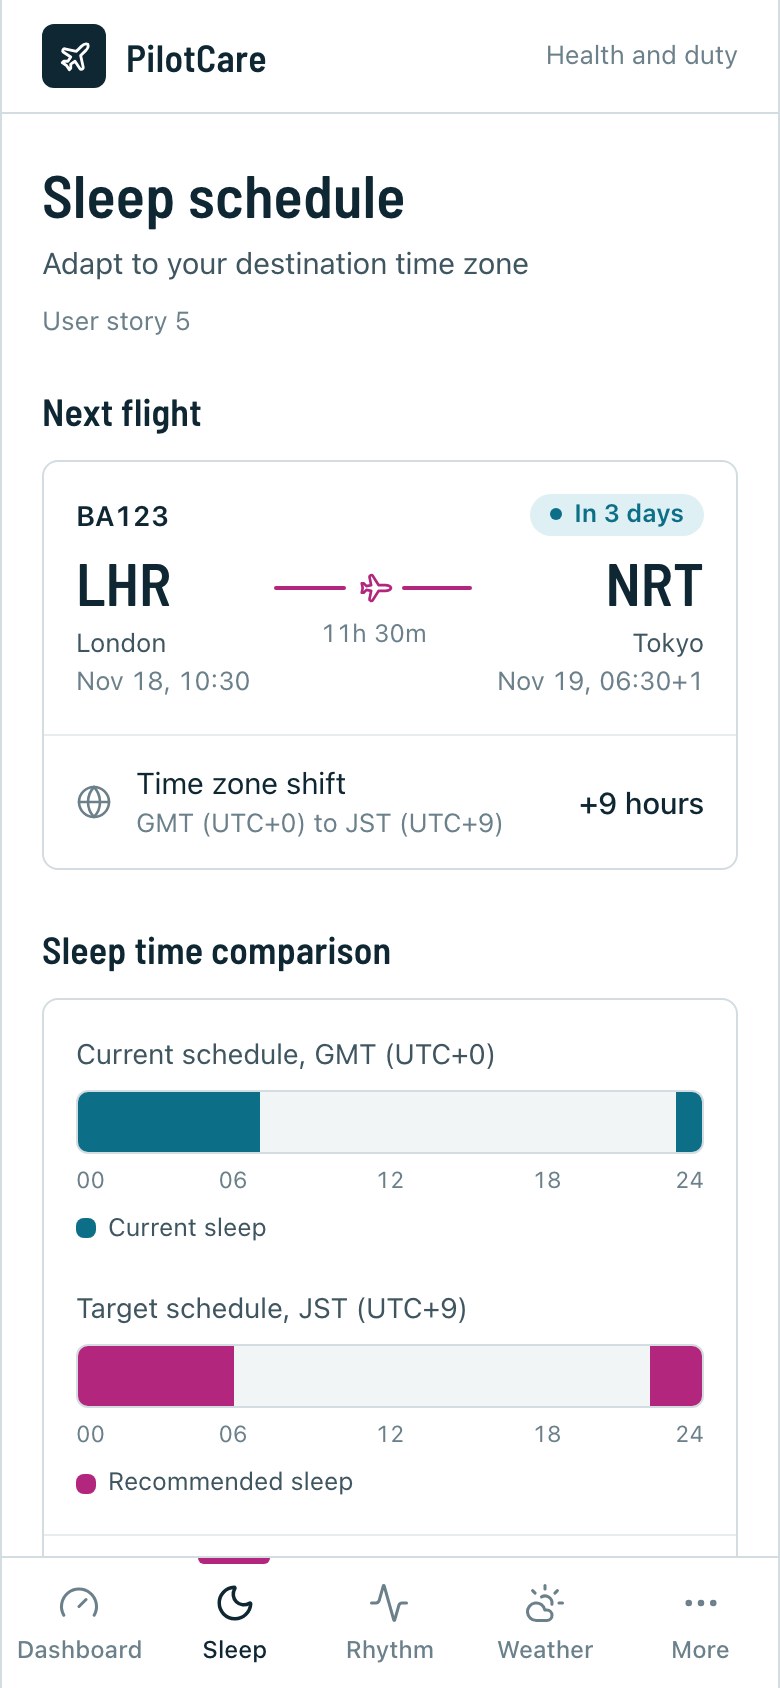 PilotCare
Health and duty
Sleep schedule
Adapt to your destination time zone
User story 5
Next flight
BA123
In 3 days
LHR
NRT
11h 30m
London
Tokyo
Nov 18, 10:30
Nov 19, 06:30+1
Time zone shift
GMT (UTC+0) to JST (UTC+9)
+9 hours
Sleep time comparison
Current schedule, GMT (UTC+0)
00 06 12 18 24
Current sleep
Target schedule, JST (UTC+9)
00 06 12 18 24
Recommended sleep
Dashboard
Sleep
Rhythm
Weather
More